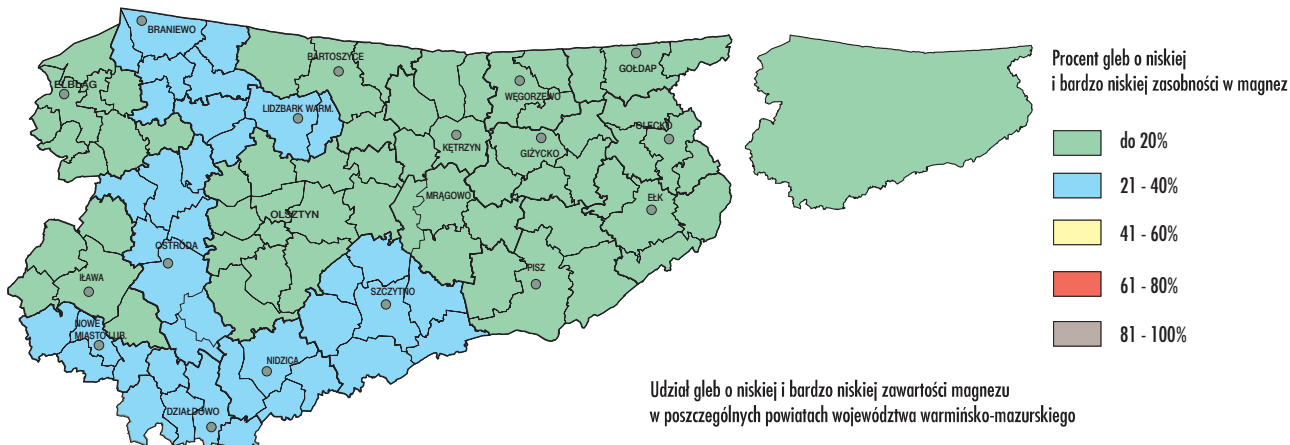 BRANIEWO
BARTOSZYCE
GOŁDAP
ELBLĄG
WĘGORZEWO
LIDZBARK WARM.
OLECKO
KĘTRZYN
GIŻYCKO
MRĄGOWO
EŁK
OLSZTYN
OSTRÓDA
PISZ
IŁAWA
SZCZYTNO
NOWE
MIASTO LUB.
NIDZICA
DZIAŁDOWO
Procent gleb o niskiej
i bardzo niskiej zasobności w magnez
do 20%
21 - 40%
41 - 60%
61 - 80%
81 - 100%
Udział gleb o niskiej i bardzo niskiej zawartości magnezu
w poszczególnych powiatach województwa warmińsko-mazurskiego